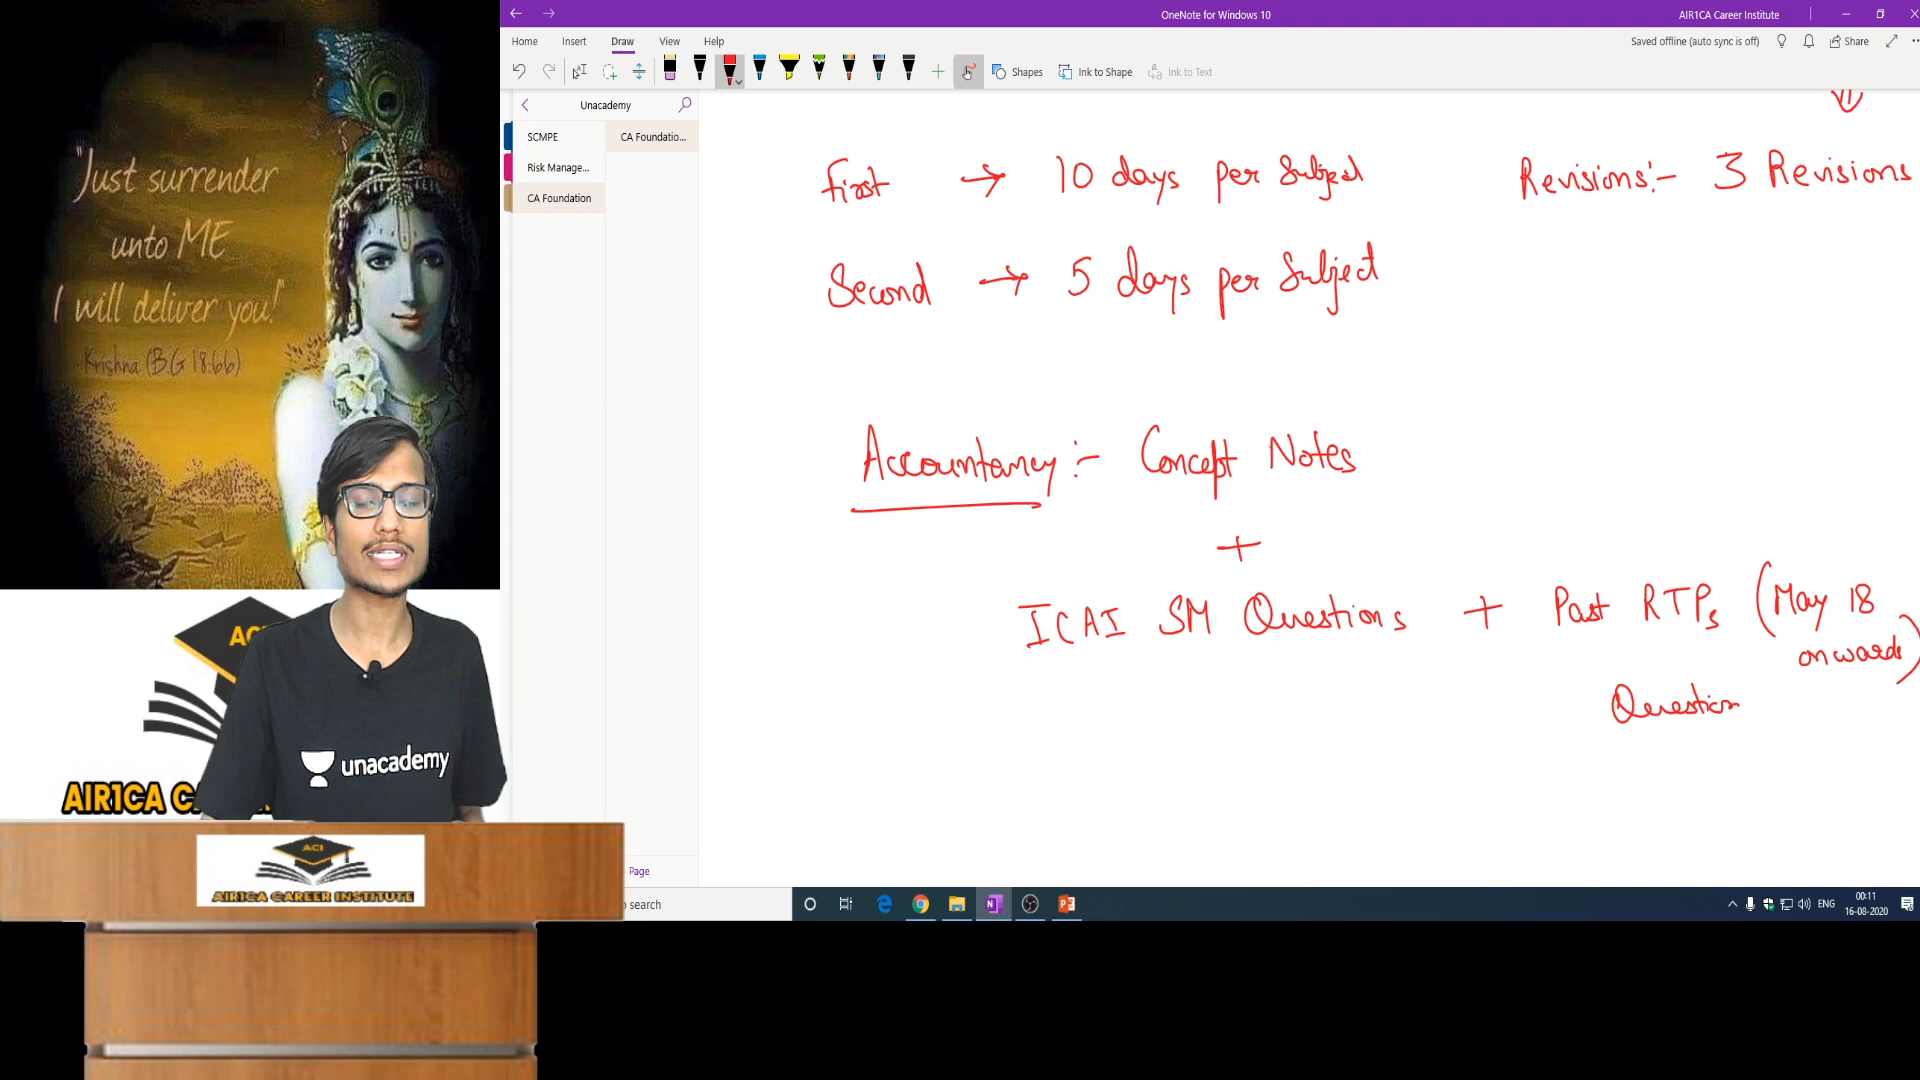 "Just surrender
unto ME
I will deliver you!"
Krishna (B.G 18:66)
AC
AIR1CA C
unacademy
ACI
AIR1CA CAREER INSTITUTE
OneNote for Windows 10
AIR1CA Career Institute
Home Insert Draw View Help
Saved offline (auto sync is off)
Share
Shapes
Ink to Shape
Ink to Text
Unacademy
SCMPE
Risk Manage...
CA Foundation
CA Foundatio...
First → 10 days per Subject
Revisions:- 3 Revisions
Second → 5 days per Subject
Accountancy:- Concept Notes
+
ICAI SM Questions + Past RTPs (May 18
onwards)
Question
Page
search
ENG
00:11
16-08-2020